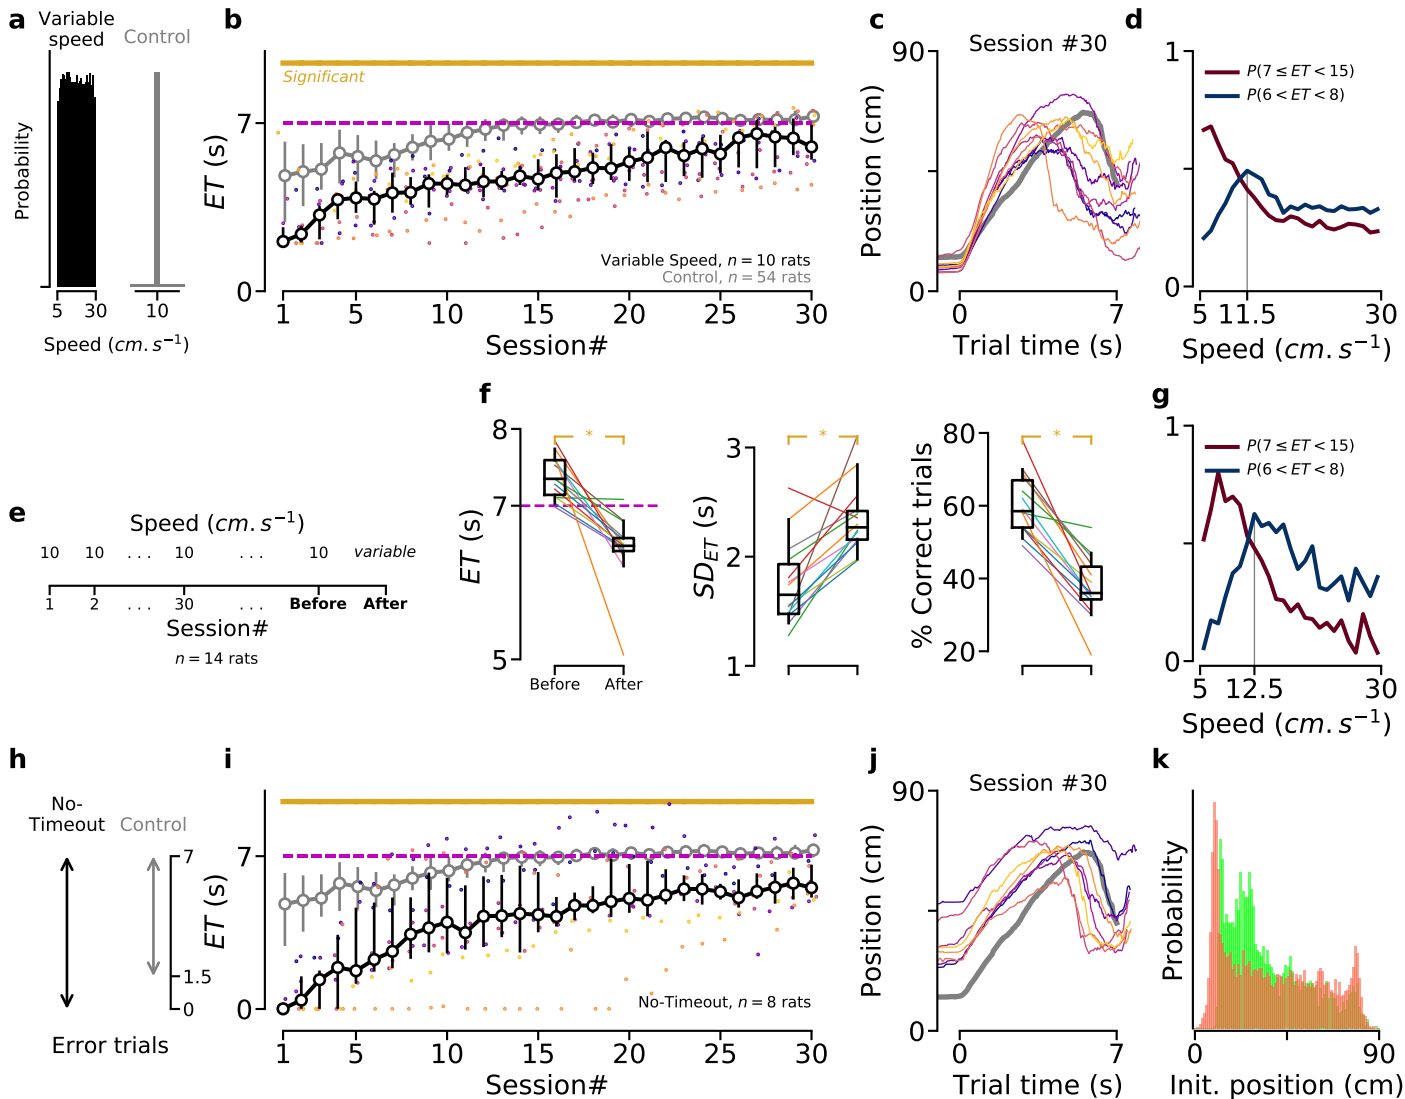 a
Variable
speed
Control
Probability
5
30
10
Speed (cm. s⁻¹)
b
Significant
7
0
ET (s)
Variable Speed, n = 10 rats
Control, n = 54 rats
1
5
10
15
20
25
30
Session#
c
Session #30
90
0
Position (cm)
0
7
Trial time (s)
d
1
0
P(7 ≤ ET < 15)
P(6 < ET < 8)
5
11.5
30
Speed (cm. s⁻¹)
e
Speed (cm. s⁻¹)
10 10 ... 10 ... 10 variable
1 2 ... 30 ... Before After
Session#
n = 14 rats
f
8
7
5
ET (s)
*
Before
After
3
2
1
SD_ET (s)
*
80
60
40
20
% Correct trials
*
g
1
0
P(7 ≤ ET < 15)
P(6 < ET < 8)
5
12.5
30
Speed (cm. s⁻¹)
h
No-
Timeout
Control
7
1.5
0
Error trials
i
7
0
ET (s)
No-Timeout, n = 8 rats
1
5
10
15
20
25
30
Session#
j
Session #30
90
0
Position (cm)
0
7
Trial time (s)
k
Probability
0
90
Init. position (cm)